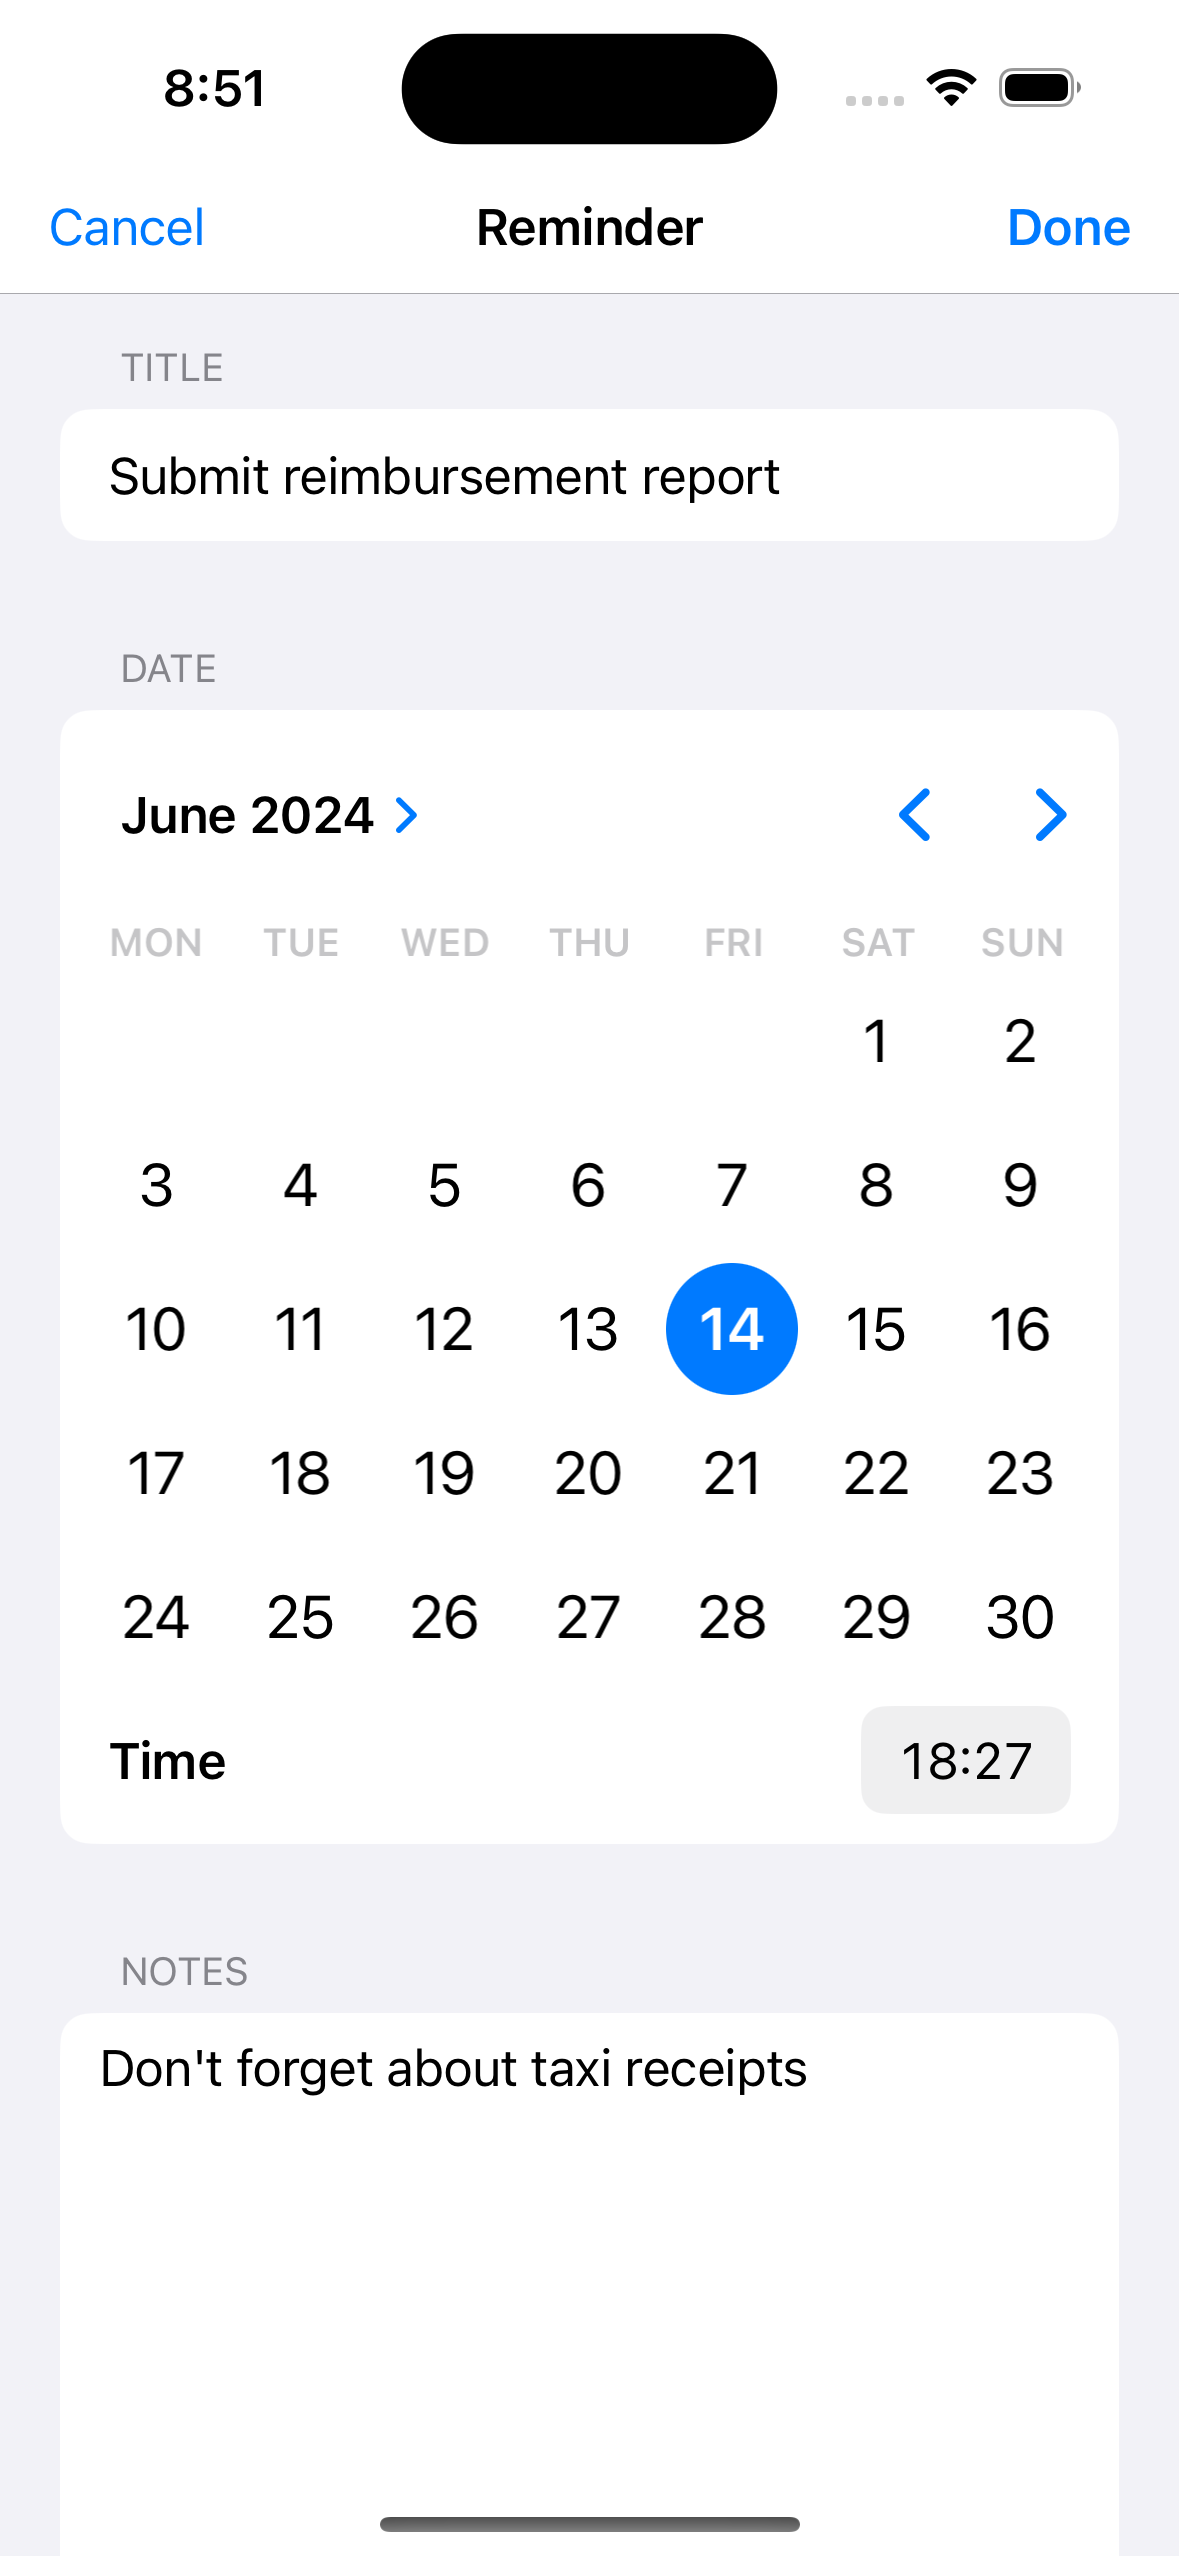 8:51
Cancel Reminder Done
TITLE
Submit reimbursement report
DATE
June 2024
MON TUE WED THU FRI SAT SUN
1 2
3 4 5 6 7 8 9
10 11 12 13 14 15 16
17 18 19 20 21 22 23
24 25 26 27 28 29 30
Time 18:27
NOTES
Don't forget about taxi receipts